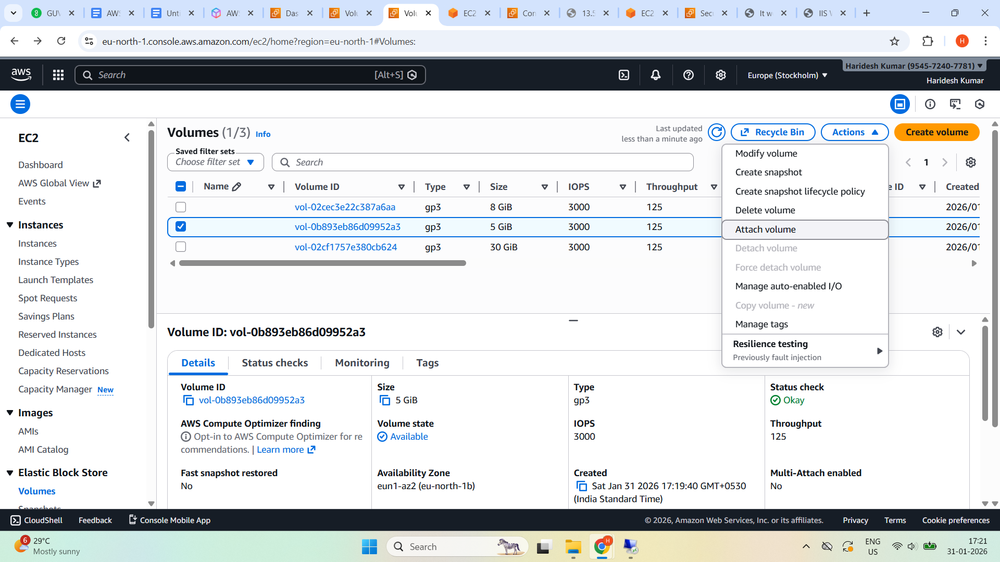 GUV
AWS
Unti
AW
Das
Volu
Volu
EC2
Con
13.5
EC2
Sec
It w
IIS V
eu-north-1.console.aws.amazon.com/ec2/home?region=eu-north-1#Volumes:
H
aws
Search
[Alt+S]
Europe (Stockholm)
Haridesh Kumar (9545-7240-7781)
Haridesh Kumar
EC2
Dashboard
AWS Global View
Events
Instances
Instances
Instance Types
Launch Templates
Spot Requests
Savings Plans
Reserved Instances
Dedicated Hosts
Capacity Reservations
Capacity Manager New
Images
AMIs
AMI Catalog
Elastic Block Store
Volumes
Snapshots
Volumes (1/3) Info
Last updated
less than a minute ago
Recycle Bin
Actions
Create volume
Saved filter sets
Choose filter set
Search
1
Name Volume ID Type Size IOPS Throughput e ID Created
vol-02cec3e22c387a6aa gp3 8 GiB 3000 125 2026/01
vol-0b893eb86d09952a3 gp3 5 GiB 3000 125 2026/01
vol-02cf1757e380cb624 gp3 30 GiB 3000 125 2026/01
Modify volume
Create snapshot
Create snapshot lifecycle policy
Delete volume
Attach volume
Detach volume
Force detach volume
Manage auto-enabled I/O
Copy volume - new
Manage tags
Resilience testing
Previously fault injection
Volume ID: vol-0b893eb86d09952a3
Details
Status checks
Monitoring
Tags
Volume ID
vol-0b893eb86d09952a3
Size
5 GiB
Type
gp3
Status check
Okay
AWS Compute Optimizer finding
Opt-in to AWS Compute Optimizer for re
commendations. | Learn more
Volume state
Available
IOPS
3000
Throughput
125
Fast snapshot restored
No
Availability Zone
eun1-az2 (eu-north-1b)
Created
Sat Jan 31 2026 17:19:40 GMT+0530
(India Standard Time)
Multi-Attach enabled
No
CloudShell
Feedback
Console Mobile App
© 2026, Amazon Web Services, Inc. or its affiliates.
Privacy
Terms
Cookie preferences
6
29°C
Mostly sunny
Search
H
ENG
US
17:21
31-01-2026